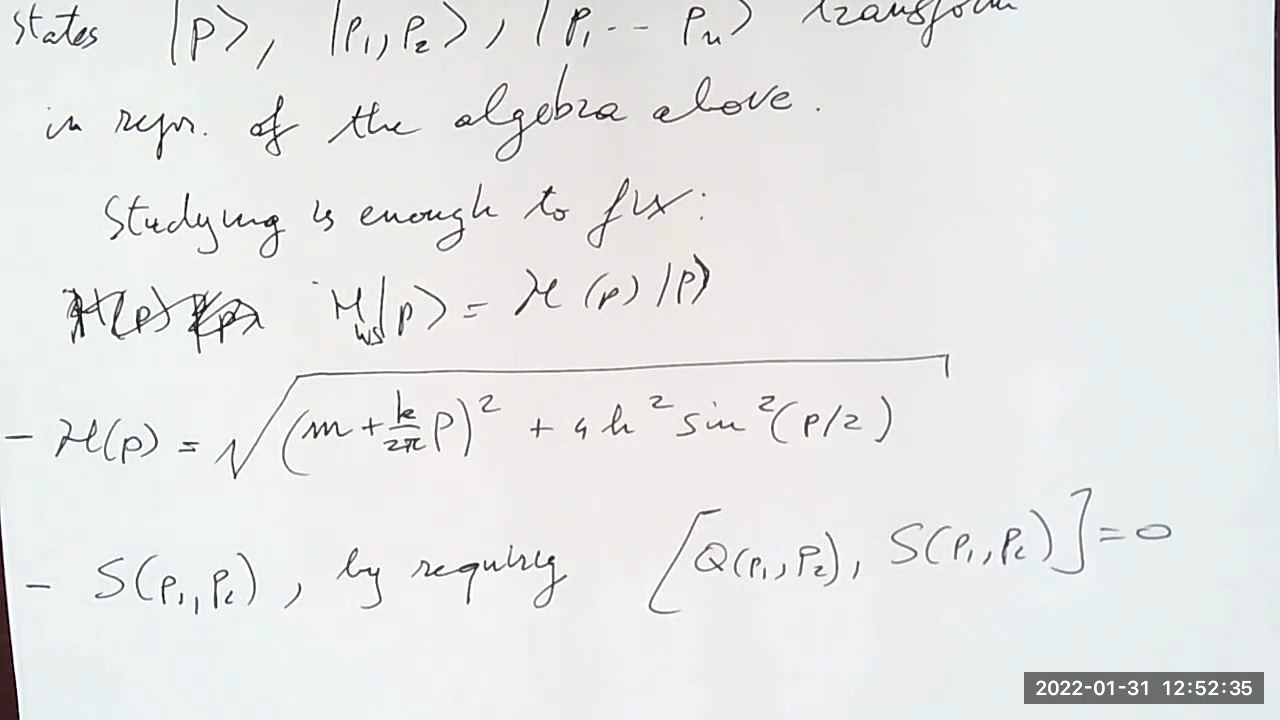 states |p⟩, |p₁, p₂⟩, |p₁ -- pₙ⟩ transform
in repr. of the algebra above.
Studying is enough to fix:
H_ws |p⟩ = H(p) |p⟩
- H(p) = √((m + k/2π p)² + 4h² sin²(p/2))
- S(p₁, p₂), by requiring [Q(p₁, p₂), S(p₁, p₂)] = 0
2022-01-31 12:52:35